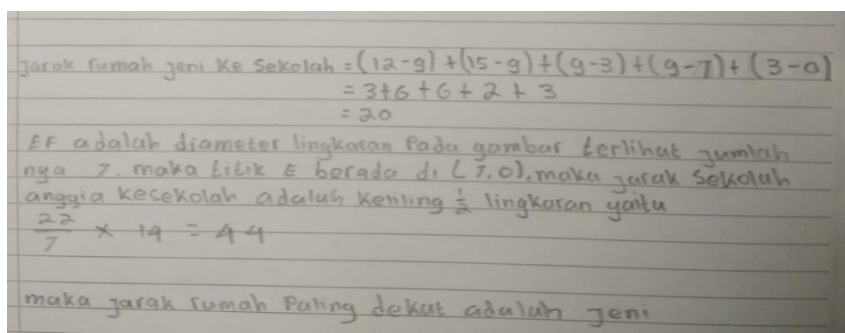 jarak rumah jeni ke sekolah = (12-9) + (15-9) + (9-3) + (9-7) + (3-0)
= 3+6+6+2+3
= 20
EF adalah diameter lingkaran Pada gambar terlihat jumlah
nya 7. maka titik E berada di (7,0), maka jarak sekolah
anggia kesekolah adalah keniling ½ lingkaran yaitu
22/7 × 14 = 44
maka jarak rumah Paling dekat adalah jeni